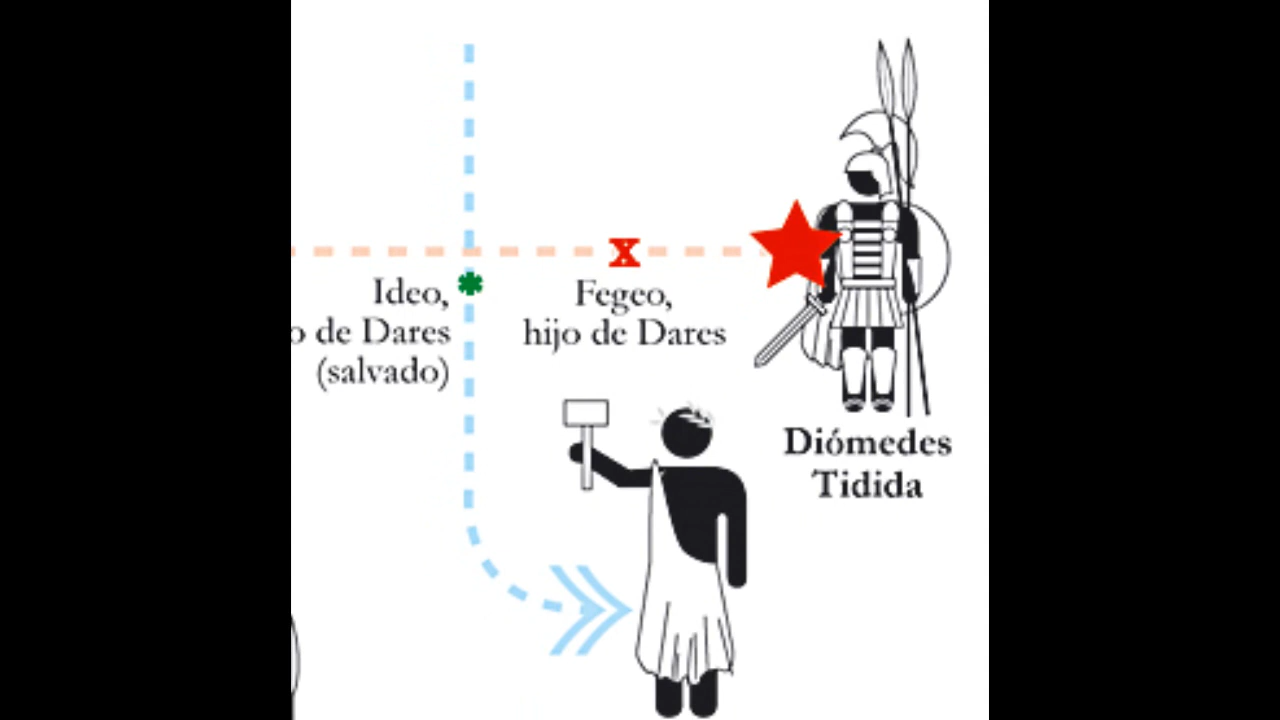 Ideo,
o de Dares
(salvado)
Fegeo,
hijo de Dares
Diómedes
Tidida